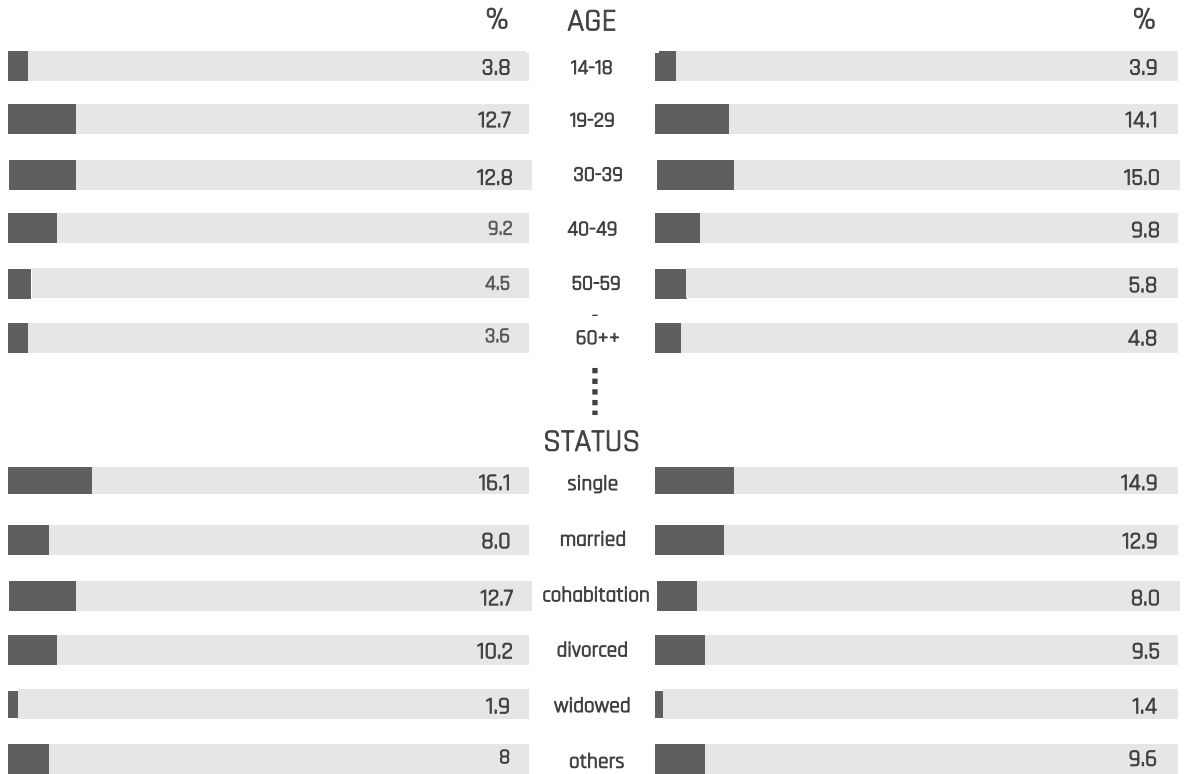 % AGE %
3.8 14-18 3.9
12.7 19-29 14.1
12.8 30-39 15.0
9.2 40-49 9.8
4.5 50-59 5.8
-
3.6 60++ 4.8
STATUS
16.1 single 14.9
8.0 married 12.9
12.7 cohabitation 8.0
10.2 divorced 9.5
1.9 widowed 1.4
8 others 9.6